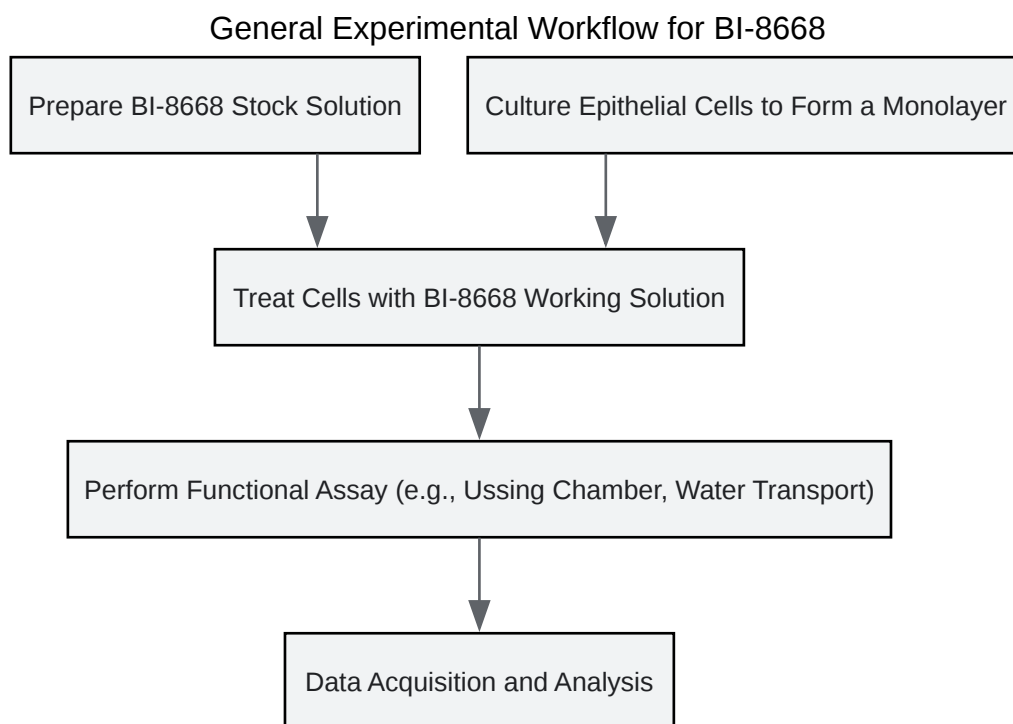 General Experimental Workflow for BI-8668
Prepare BI-8668 Stock Solution
Culture Epithelial Cells to Form a Monolayer
Treat Cells with BI-8668 Working Solution
Perform Functional Assay (e.g., Ussing Chamber, Water Transport)
Data Acquisition and Analysis